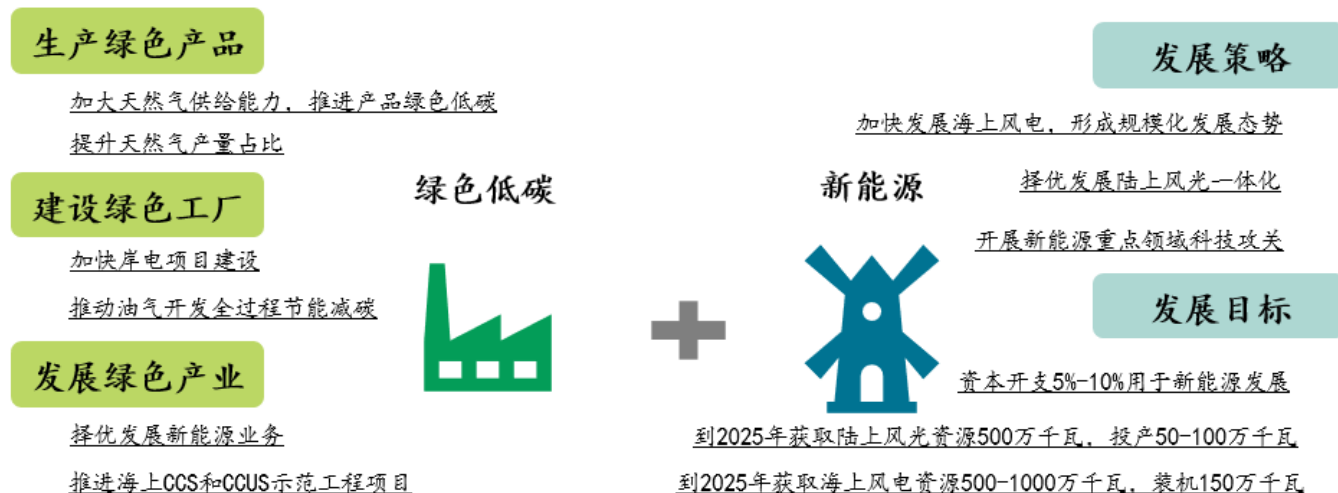 生产绿色产品
加大天然气供给能力，推进产品绿色低碳
提升天然气产量占比
建设绿色工厂
加快岸电项目建设
推动油气开发全过程节能减碳
发展绿色产业
择优发展新能源业务
推进海上CCS和CCUS示范工程项目
绿色低碳
新能源
发展策略
加快发展海上风电，形成规模化发展态势
择优发展陆上风光一体化
开展新能源重点领域科技攻关
发展目标
资本开支5%-10%用于新能源发展
到2025年获取陆上风光资源500万千瓦，投产50-100万千瓦
到2025年获取海上风电资源500-1000万千瓦，装机150万千瓦